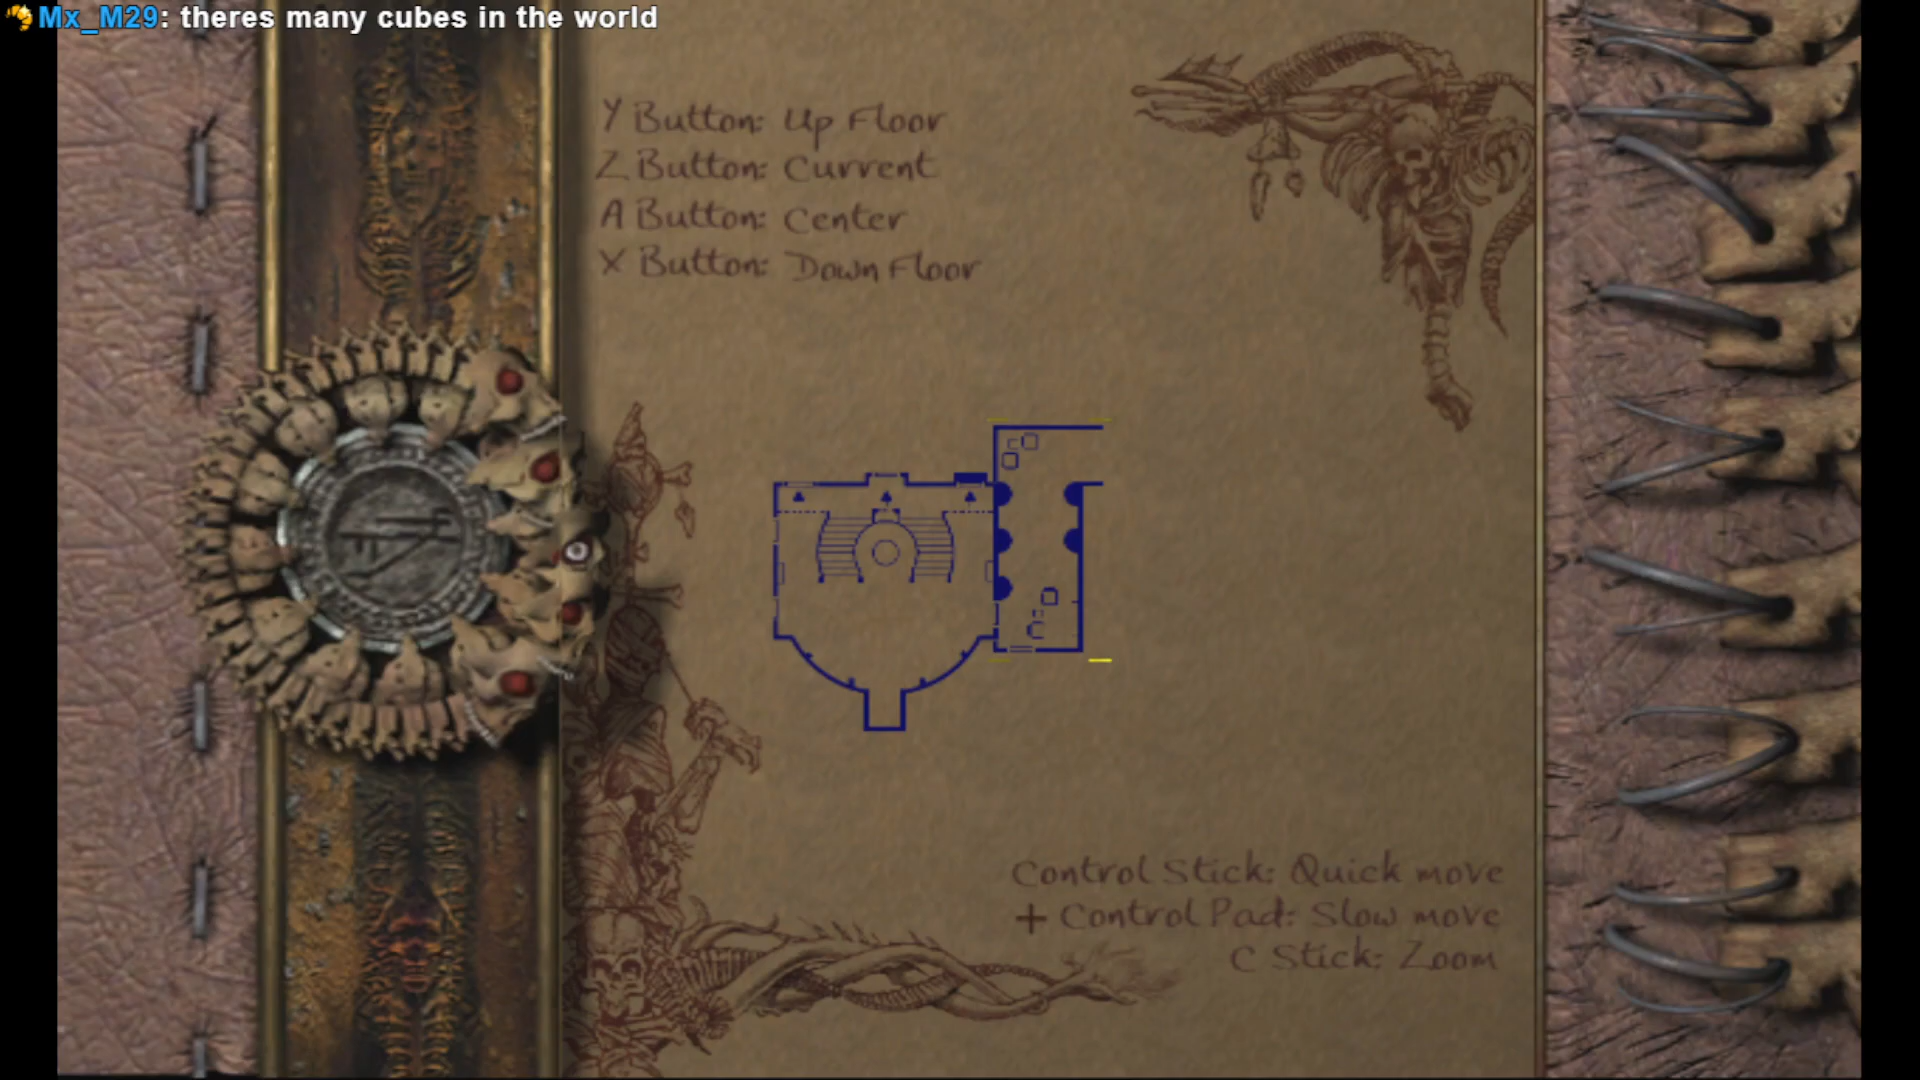 Mx_M29: theres many cubes in the world
Y Button: Up Floor
Z Button: Current
A Button: Center
X Button: Down Floor
Control Stick: Quick move
+ Control Pad: Slow move
C Stick: Zoom